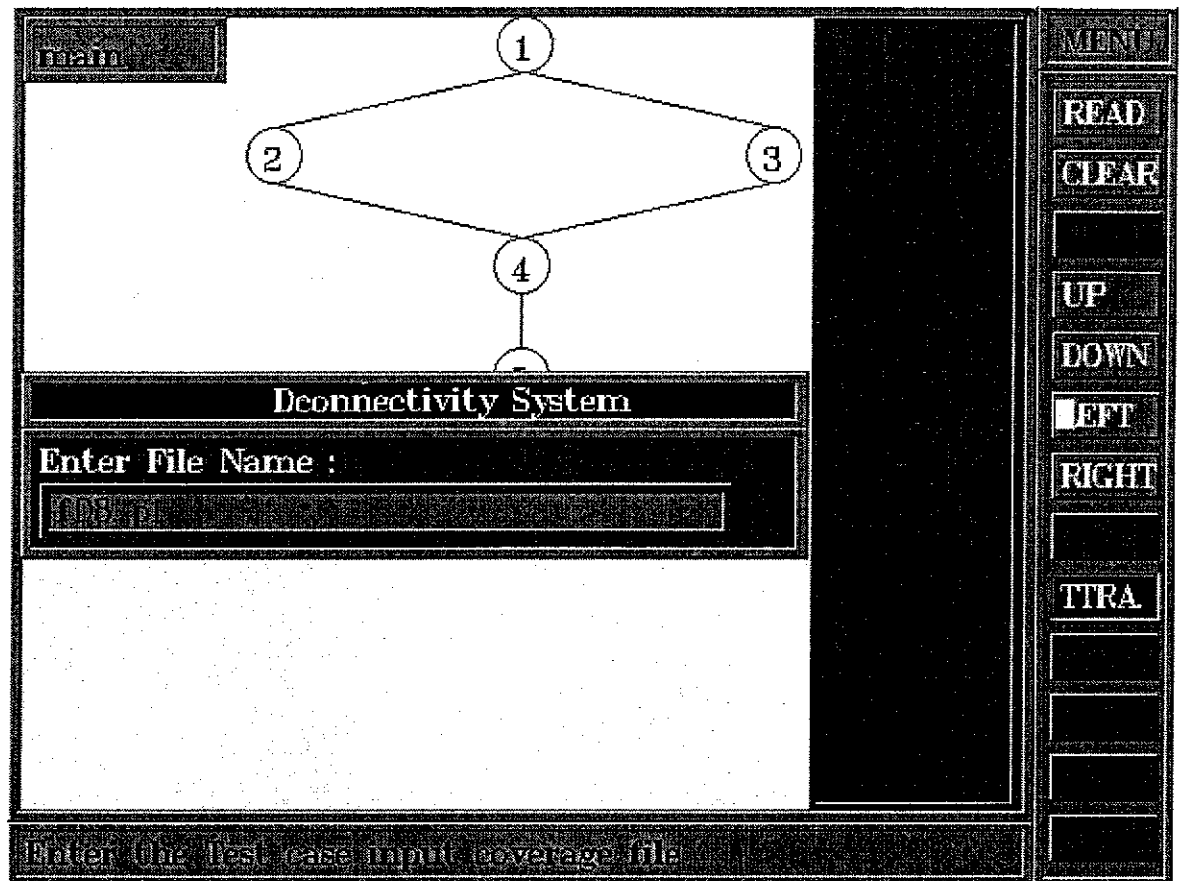 main
1
MENU
READ
2
3
CLEAR
4
UP
DOWN
Dconnectivity System
LEFT
Enter File Name :
RIGHT
TTRA
Enter the Test case input coverage file